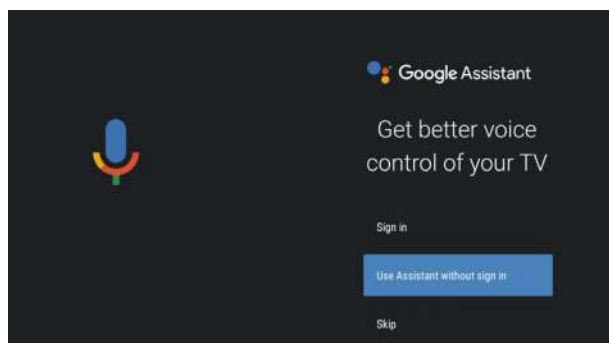 Google Assistant
Get better voice
control of your TV
Sign in
Use Assistant without sign in
Skip